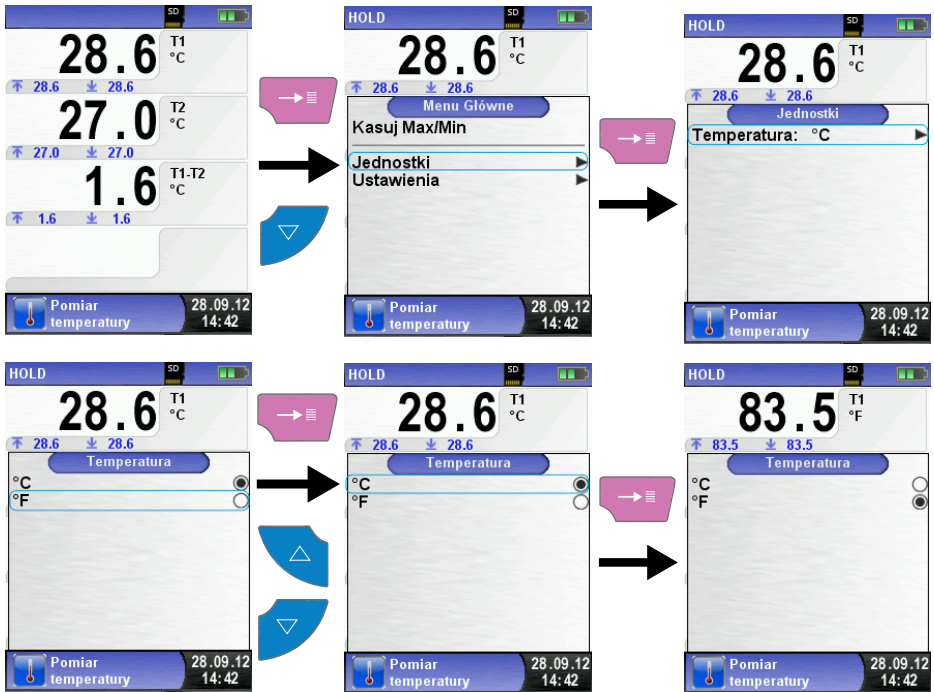 SD
28.6 T1 °C
28.6 28.6
27.0 T2 °C
27.0 27.0
1.6 T1-T2 °C
1.6 1.6
Pomiar temperatury
28.09.12
14:42
HOLD SD
28.6 T1 °C
28.6 28.6
Menu Główne
Kasuj Max/Min
Jednostki
Ustawienia
Pomiar temperatury
28.09.12
14:42
HOLD SD
28.6 T1 °C
28.6 28.6
Jednostki
Temperatura: °C
Pomiar temperatury
28.09.12
14:42
HOLD SD
28.6 T1 °C
28.6 28.6
Temperatura
°C
°F
Pomiar temperatury
28.09.12
14:42
HOLD SD
28.6 T1 °C
28.6 28.6
Temperatura
°C
°F
Pomiar temperatury
28.09.12
14:42
HOLD SD
83.5 T1 °F
83.5 83.5
Temperatura
°C
°F
Pomiar temperatury
28.09.12
14:42